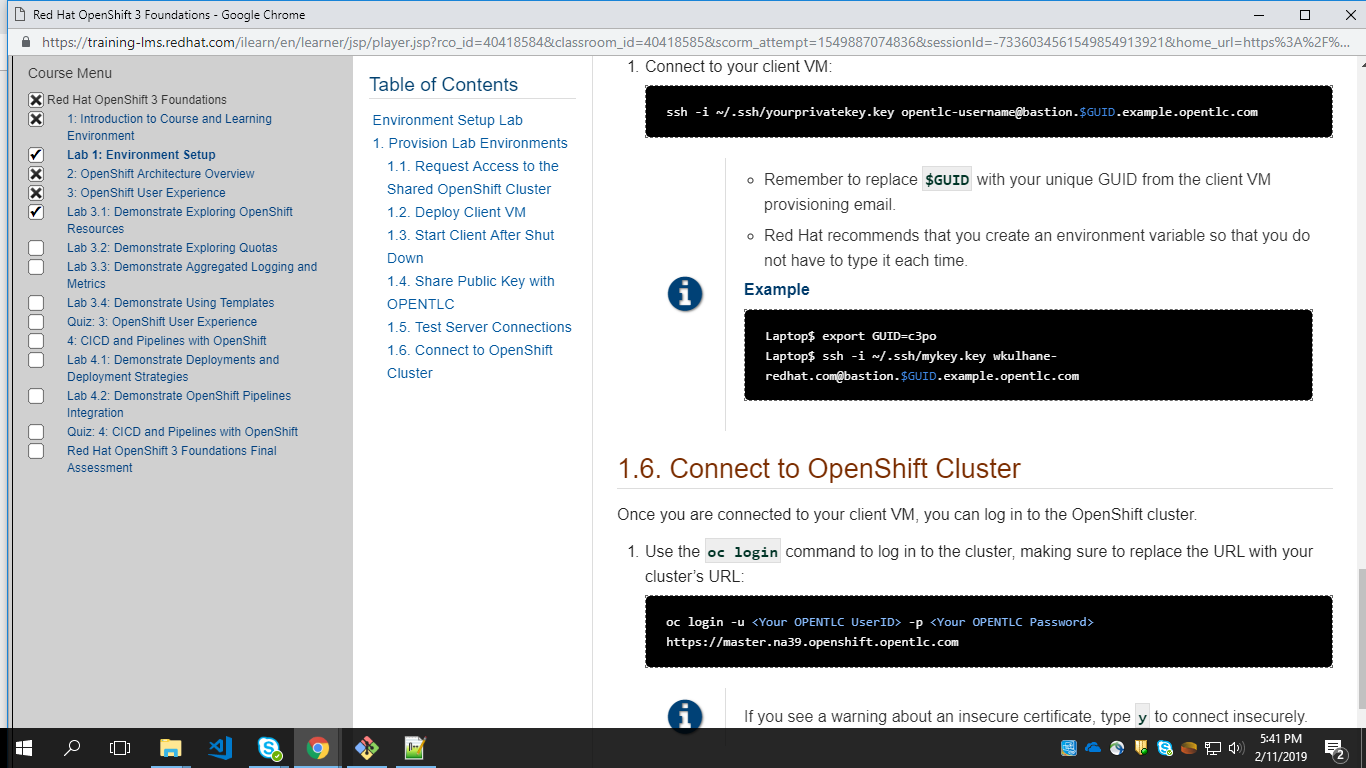 Red Hat OpenShift 3 Foundations - Google Chrome
https://training-lms.redhat.com/ilearn/en/learner/jsp/player.jsp?rco_id=40418584&classroom_id=40418585&scorm_attempt=1549887074836&sessionId=-7336034561549854913921&home_url=https%3A%2F%...
Course Menu
Red Hat OpenShift 3 Foundations
1: Introduction to Course and Learning
Environment
Lab 1: Environment Setup
2: OpenShift Architecture Overview
3: OpenShift User Experience
Lab 3.1: Demonstrate Exploring OpenShift
Resources
Lab 3.2: Demonstrate Exploring Quotas
Lab 3.3: Demonstrate Aggregated Logging and
Metrics
Lab 3.4: Demonstrate Using Templates
Quiz: 3: OpenShift User Experience
4: CICD and Pipelines with OpenShift
Lab 4.1: Demonstrate Deployments and
Deployment Strategies
Lab 4.2: Demonstrate OpenShift Pipelines
Integration
Quiz: 4: CICD and Pipelines with OpenShift
Red Hat OpenShift 3 Foundations Final
Assessment
Table of Contents
Environment Setup Lab
1. Provision Lab Environments
1.1. Request Access to the
Shared OpenShift Cluster
1.2. Deploy Client VM
1.3. Start Client After Shut
Down
1.4. Share Public Key with
OPENTLC
1.5. Test Server Connections
1.6. Connect to OpenShift
Cluster
1. Connect to your client VM:
ssh -i ~/.ssh/yourprivatekey.key opentlc-username@bastion.$GUID.example.opentlc.com
Remember to replace $GUID with your unique GUID from the client VM
provisioning email.
Red Hat recommends that you create an environment variable so that you do
not have to type it each time.
Example
Laptop$ export GUID=c3po
Laptop$ ssh -i ~/.ssh/mykey.key wkulhane-
redhat.com@bastion.$GUID.example.opentlc.com
1.6. Connect to OpenShift Cluster
Once you are connected to your client VM, you can log in to the OpenShift cluster.
1. Use the oc login command to log in to the cluster, making sure to replace the URL with your
cluster’s URL:
oc login -u <Your OPENTLC UserID> -p <Your OPENTLC Password>
https://master.na39.openshift.opentlc.com
If you see a warning about an insecure certificate, type y to connect insecurely.
5:41 PM
2/11/2019
2